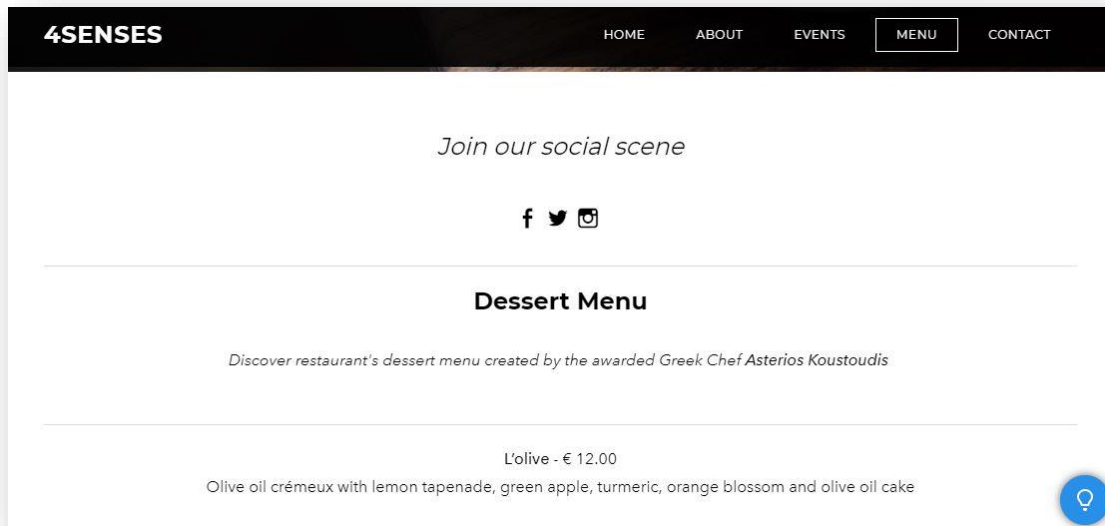 4SENSES
HOME ABOUT EVENTS MENU CONTACT
Join our social scene
Dessert Menu
Discover restaurant's dessert menu created by the awarded Greek Chef Asterios Koustoudis
L'olive - € 12.00
Olive oil crémeux with lemon tapenade, green apple, turmeric, orange blossom and olive oil cake